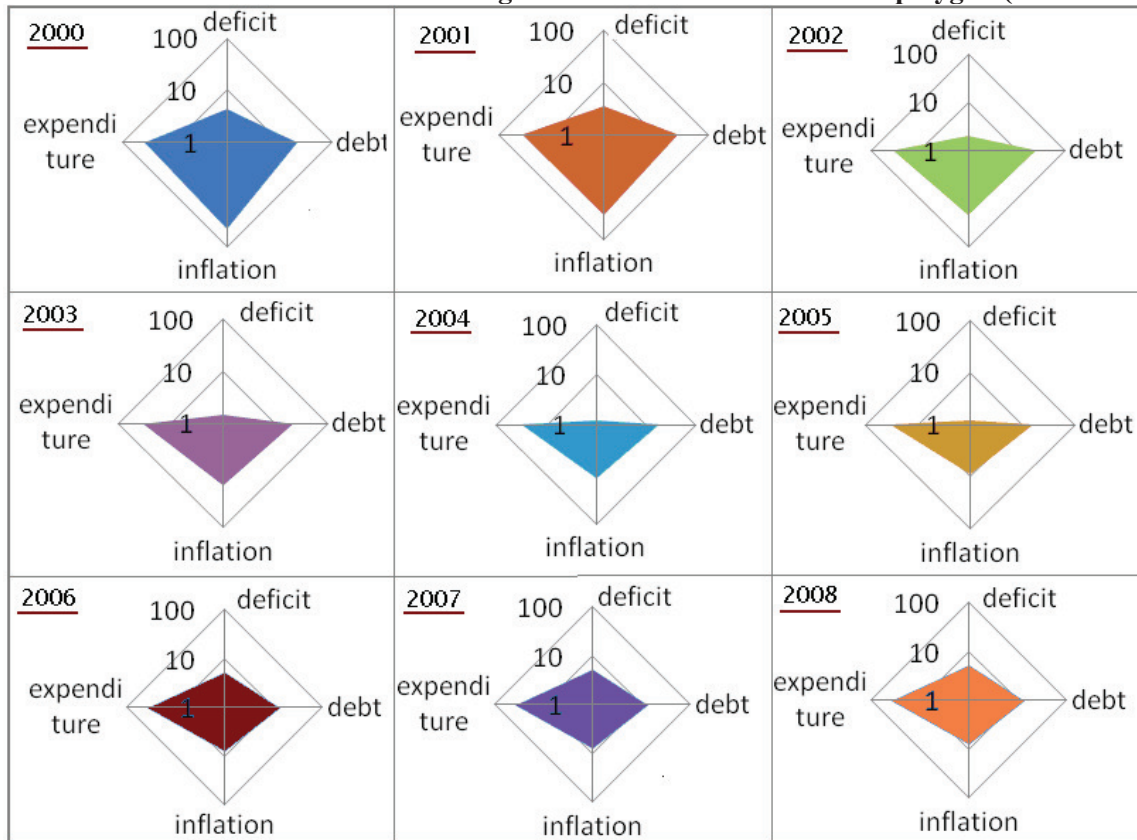 2000
deficit
100
10
expendi
ture
1
debt
inflation
2001
deficit
100
10
expendi
ture
1
debt
inflation
2002
deficit
100
10
expendi
ture
1
debt
inflation
2003
deficit
100
10
expendi
ture
1
debt
inflation
2004
deficit
100
10
expendi
ture
1
debt
inflation
2005
deficit
100
10
expendi
ture
1
debt
inflation
2006
deficit
100
10
expendi
ture
1
debt
inflation
2007
deficit
100
10
expendi
ture
1
debt
inflation
2008
deficit
100
10
expendi
ture
1
debt
inflation